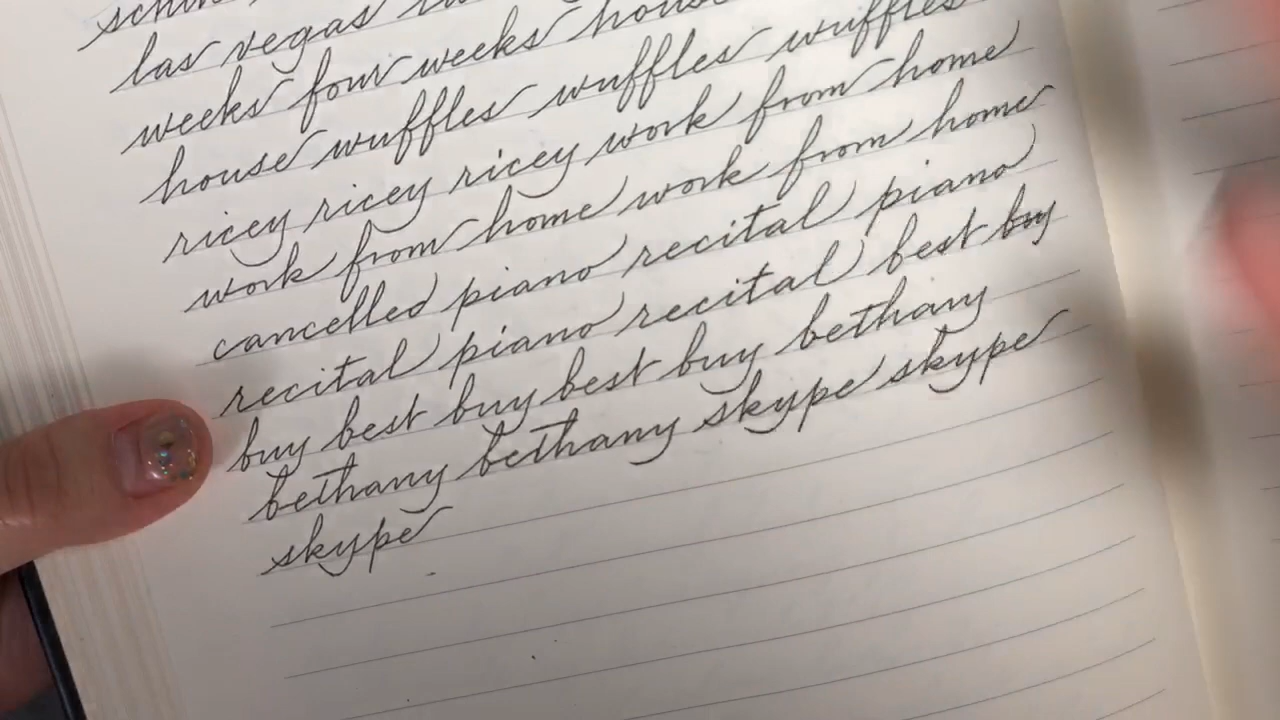 las vegas
weeks four weeks house
house wuffles wuffles wuffles
ricey ricey ricey work from home
work from home work from home
cancelled piano recital piano
recital piano recital best buy
buy best buy best buy bethany
bethany bethany skype skype
skype